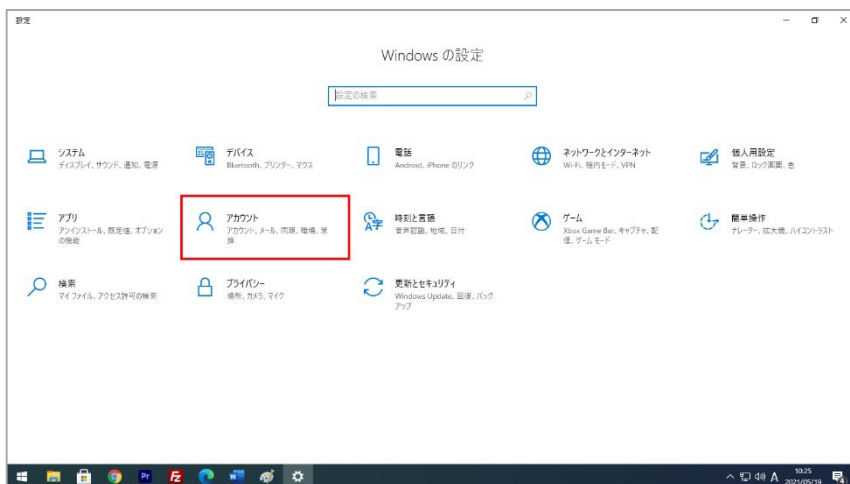 設定
Windows の設定
設定の検索
システム
ディスプレイ、サウンド、通知、電源
デバイス
Bluetooth、プリンター、マウス
電話
Android、iPhone のリンク
ネットワークとインターネット
Wi-Fi、機内モード、VPN
個人用設定
背景、ロック画面、色
アプリ
アンインストール、既定値、オプション
の機能
アカウント
アカウント、メール、同期、職場、家
族
時刻と言語
音声認識、地域、日付
ゲーム
Xbox Game Bar、キャプチャ、配
信、ゲーム モード
簡単操作
ナレーター、拡大鏡、ハイコントラスト
検索
マイ ファイル、アクセス許可の検索
プライバシー
場所、カメラ、マイク
更新とセキュリティ
Windows Update、回復、バック
アップ
Pr
Fz
W
A字
A
10:25
2021/05/19
4